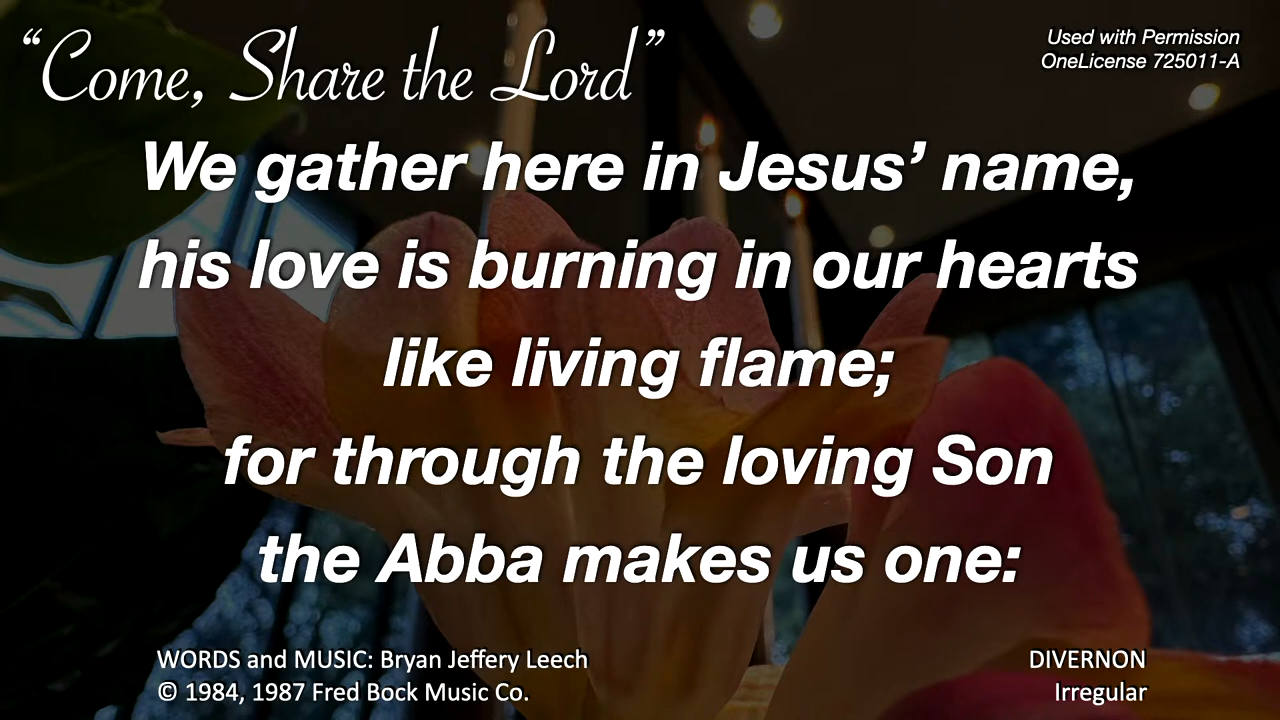 “Come, Share the Lord”
Used with Permission
OneLicense 725011-A
We gather here in Jesus’ name,
his love is burning in our hearts
like living flame;
for through the loving Son
the Abba makes us one:
WORDS and MUSIC: Bryan Jeffery Leech
© 1984, 1987 Fred Bock Music Co.
DIVERNON
Irregular